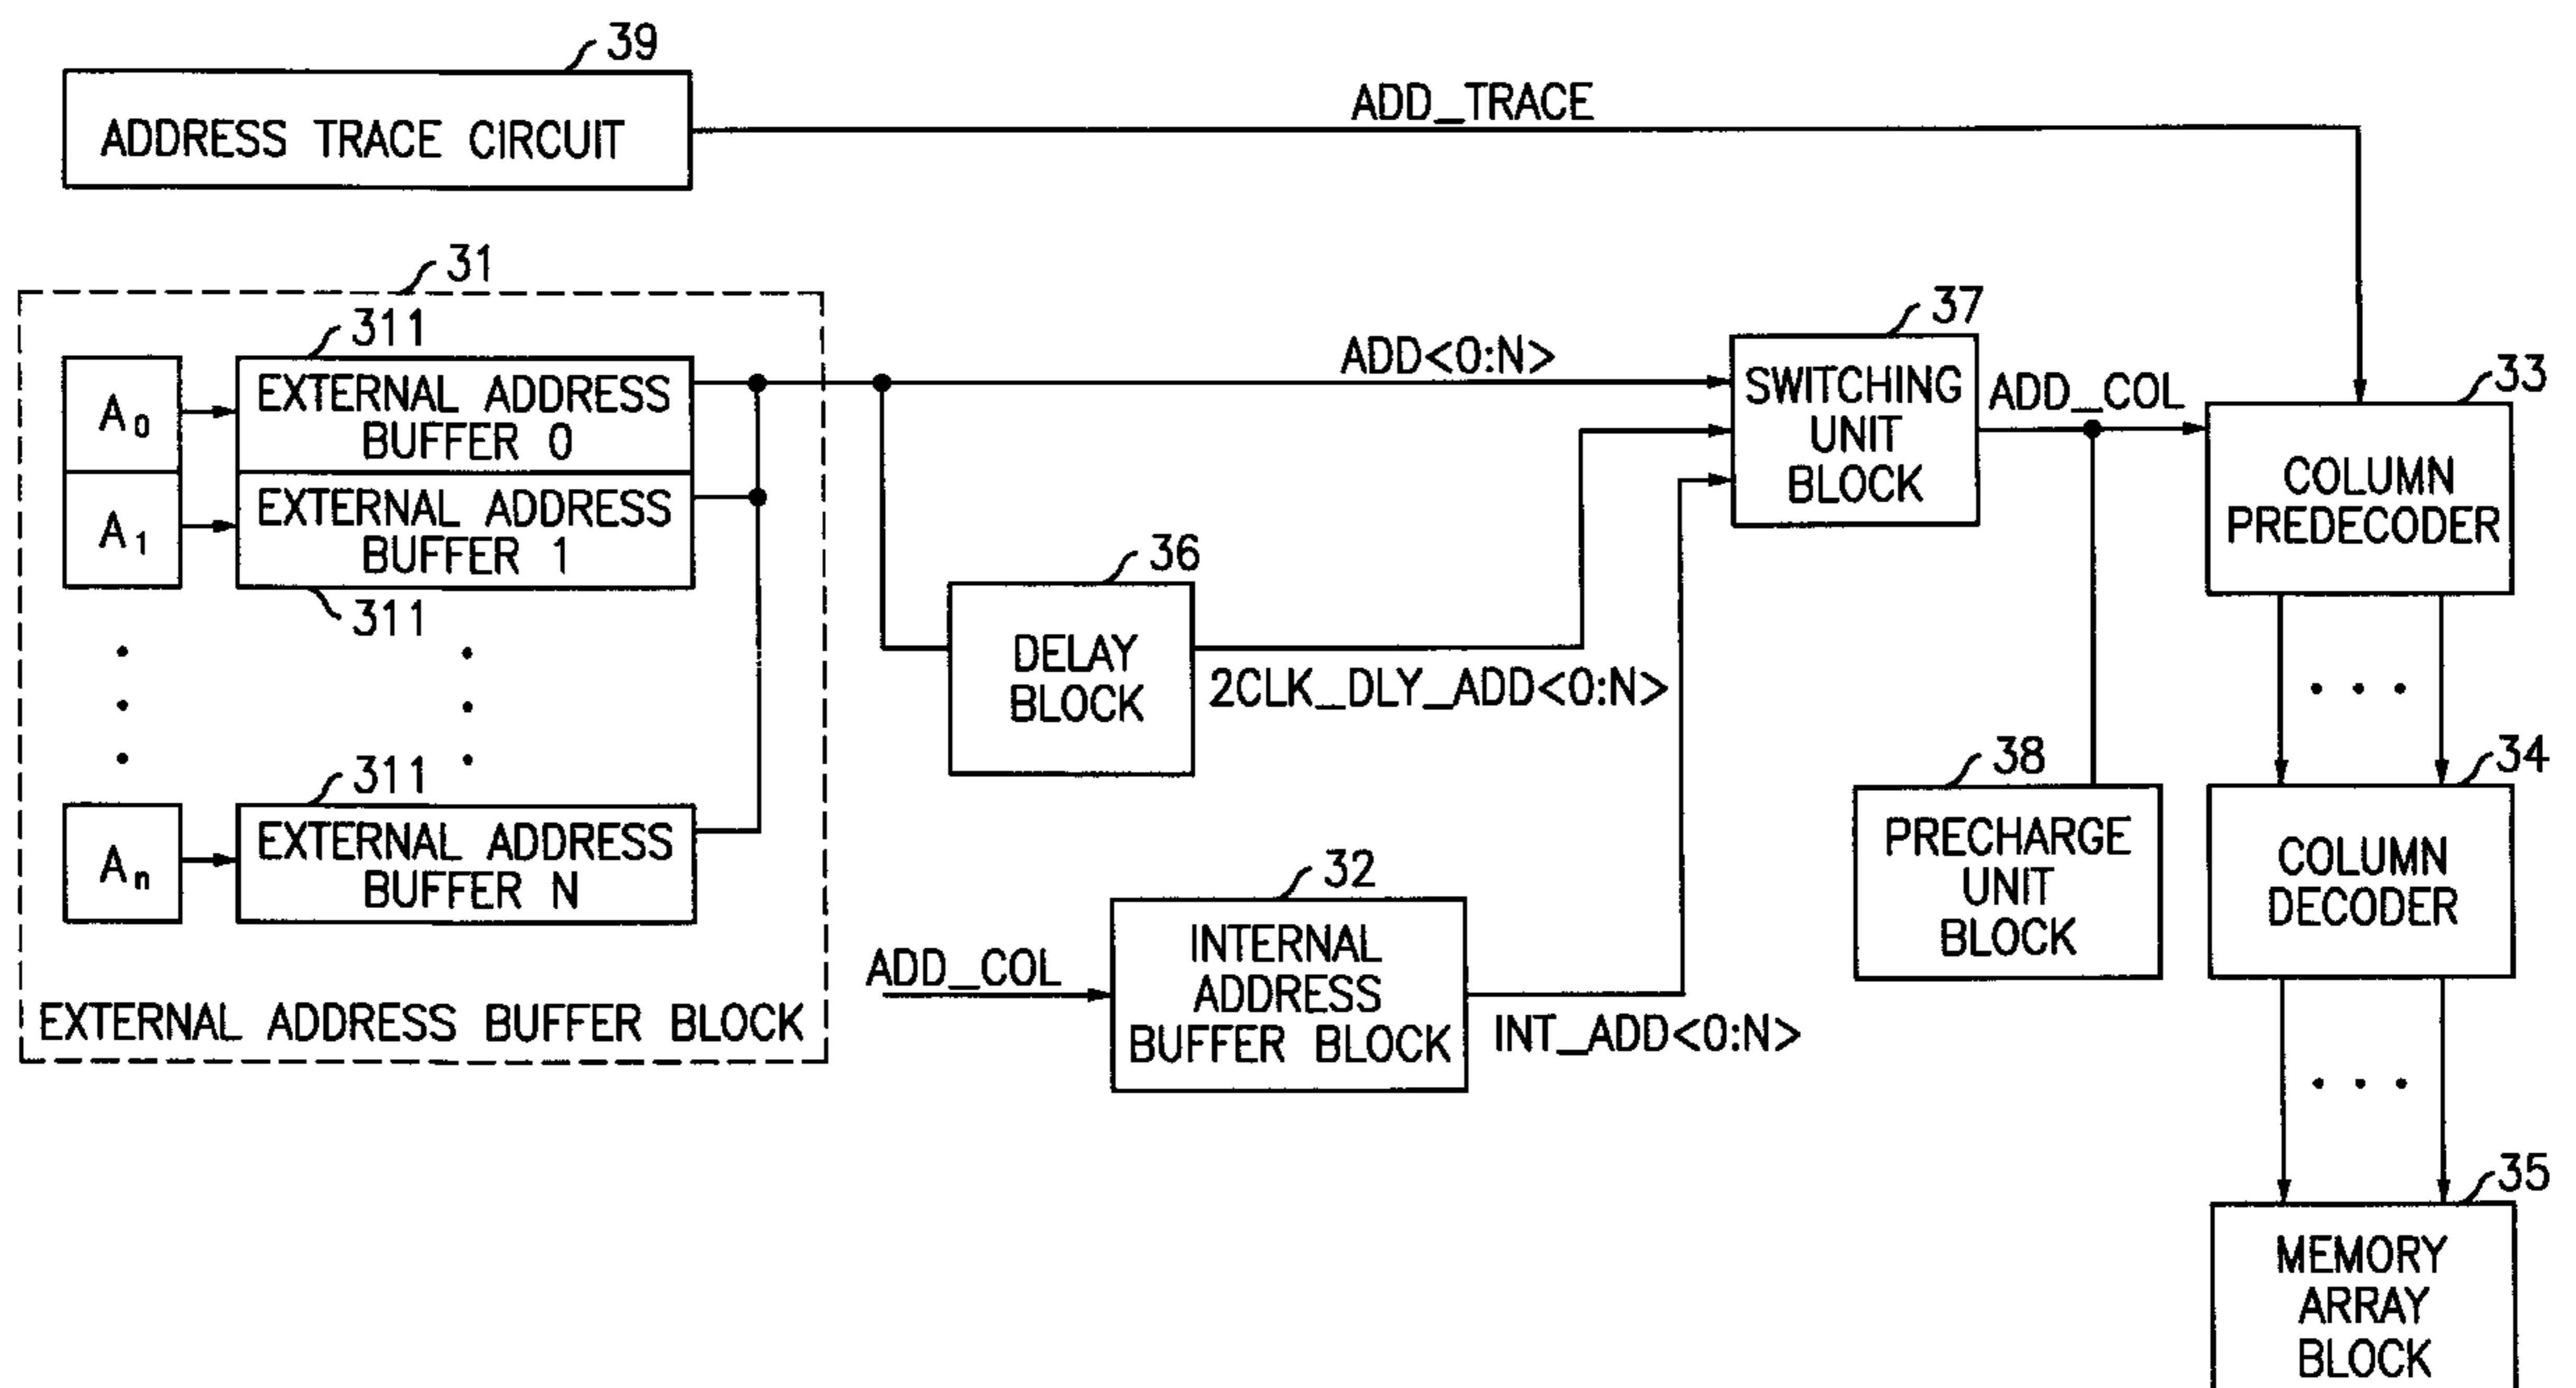 39
ADDRESS TRACE CIRCUIT
ADD_TRACE
31
311
A0
EXTERNAL ADDRESS
BUFFER 0
A1
EXTERNAL ADDRESS
BUFFER 1
311
311
An
EXTERNAL ADDRESS
BUFFER N
EXTERNAL ADDRESS BUFFER BLOCK
ADD<0:N>
36
DELAY
BLOCK
2CLK_DLY_ADD<0:N>
ADD_COL
32
INTERNAL
ADDRESS
BUFFER BLOCK
INT_ADD<0:N>
37
SWITCHING
UNIT
BLOCK
ADD_COL
38
PRECHARGE
UNIT
BLOCK
33
COLUMN
PREDECODER
34
COLUMN
DECODER
35
MEMORY
ARRAY
BLOCK